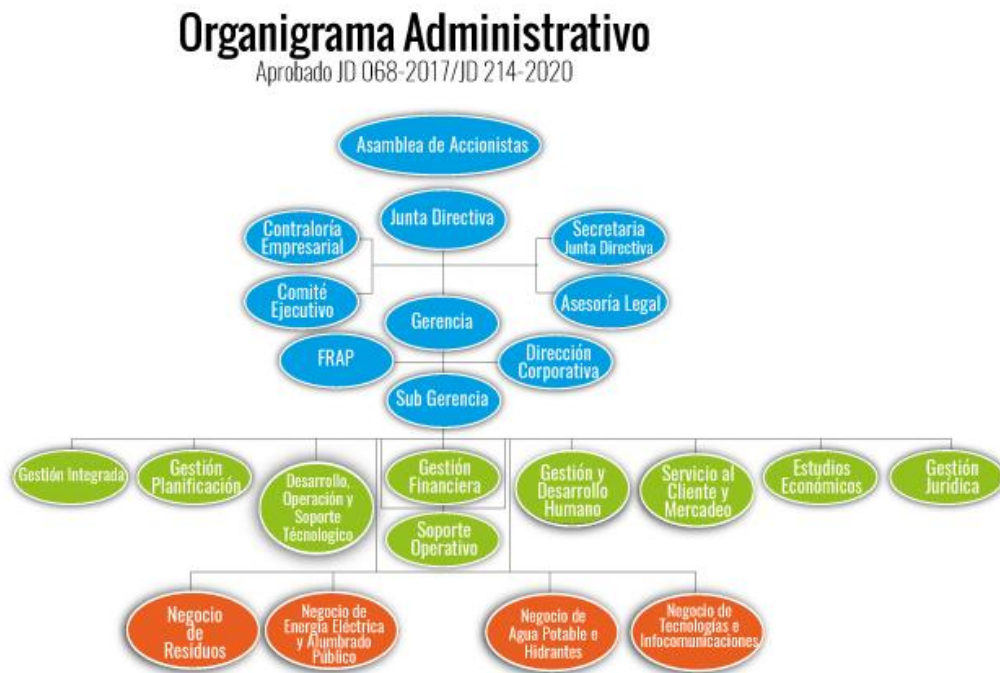 Organigrama Administrativo
Aprobado JD 068-2017/JD 214-2020
Asamblea de Accionistas
Junta Directiva
Contraloría
Empresarial
Secretaria
Junta Directiva
Comité
Ejecutivo
Asesoría Legal
Gerencia
FRAP
Dirección
Corporativa
Sub Gerencia
Gestión Integrada
Gestión
Planificación
Desarrollo,
Operación y
Soporte
Técnologico
Gestión
Financiera
Gestión y
Desarrollo
Humano
Servicio al
Cliente y
Mercadeo
Estudios
Económicos
Gestión
Jurídica
Soporte
Operativo
Negocio
de
Residuos
Negocio de
Energía Eléctrica
y Alumbrado
Público
Negocio de
Agua Potable e
Hidrantes
Negocio de
Tecnologías e
Infocomunicaciones